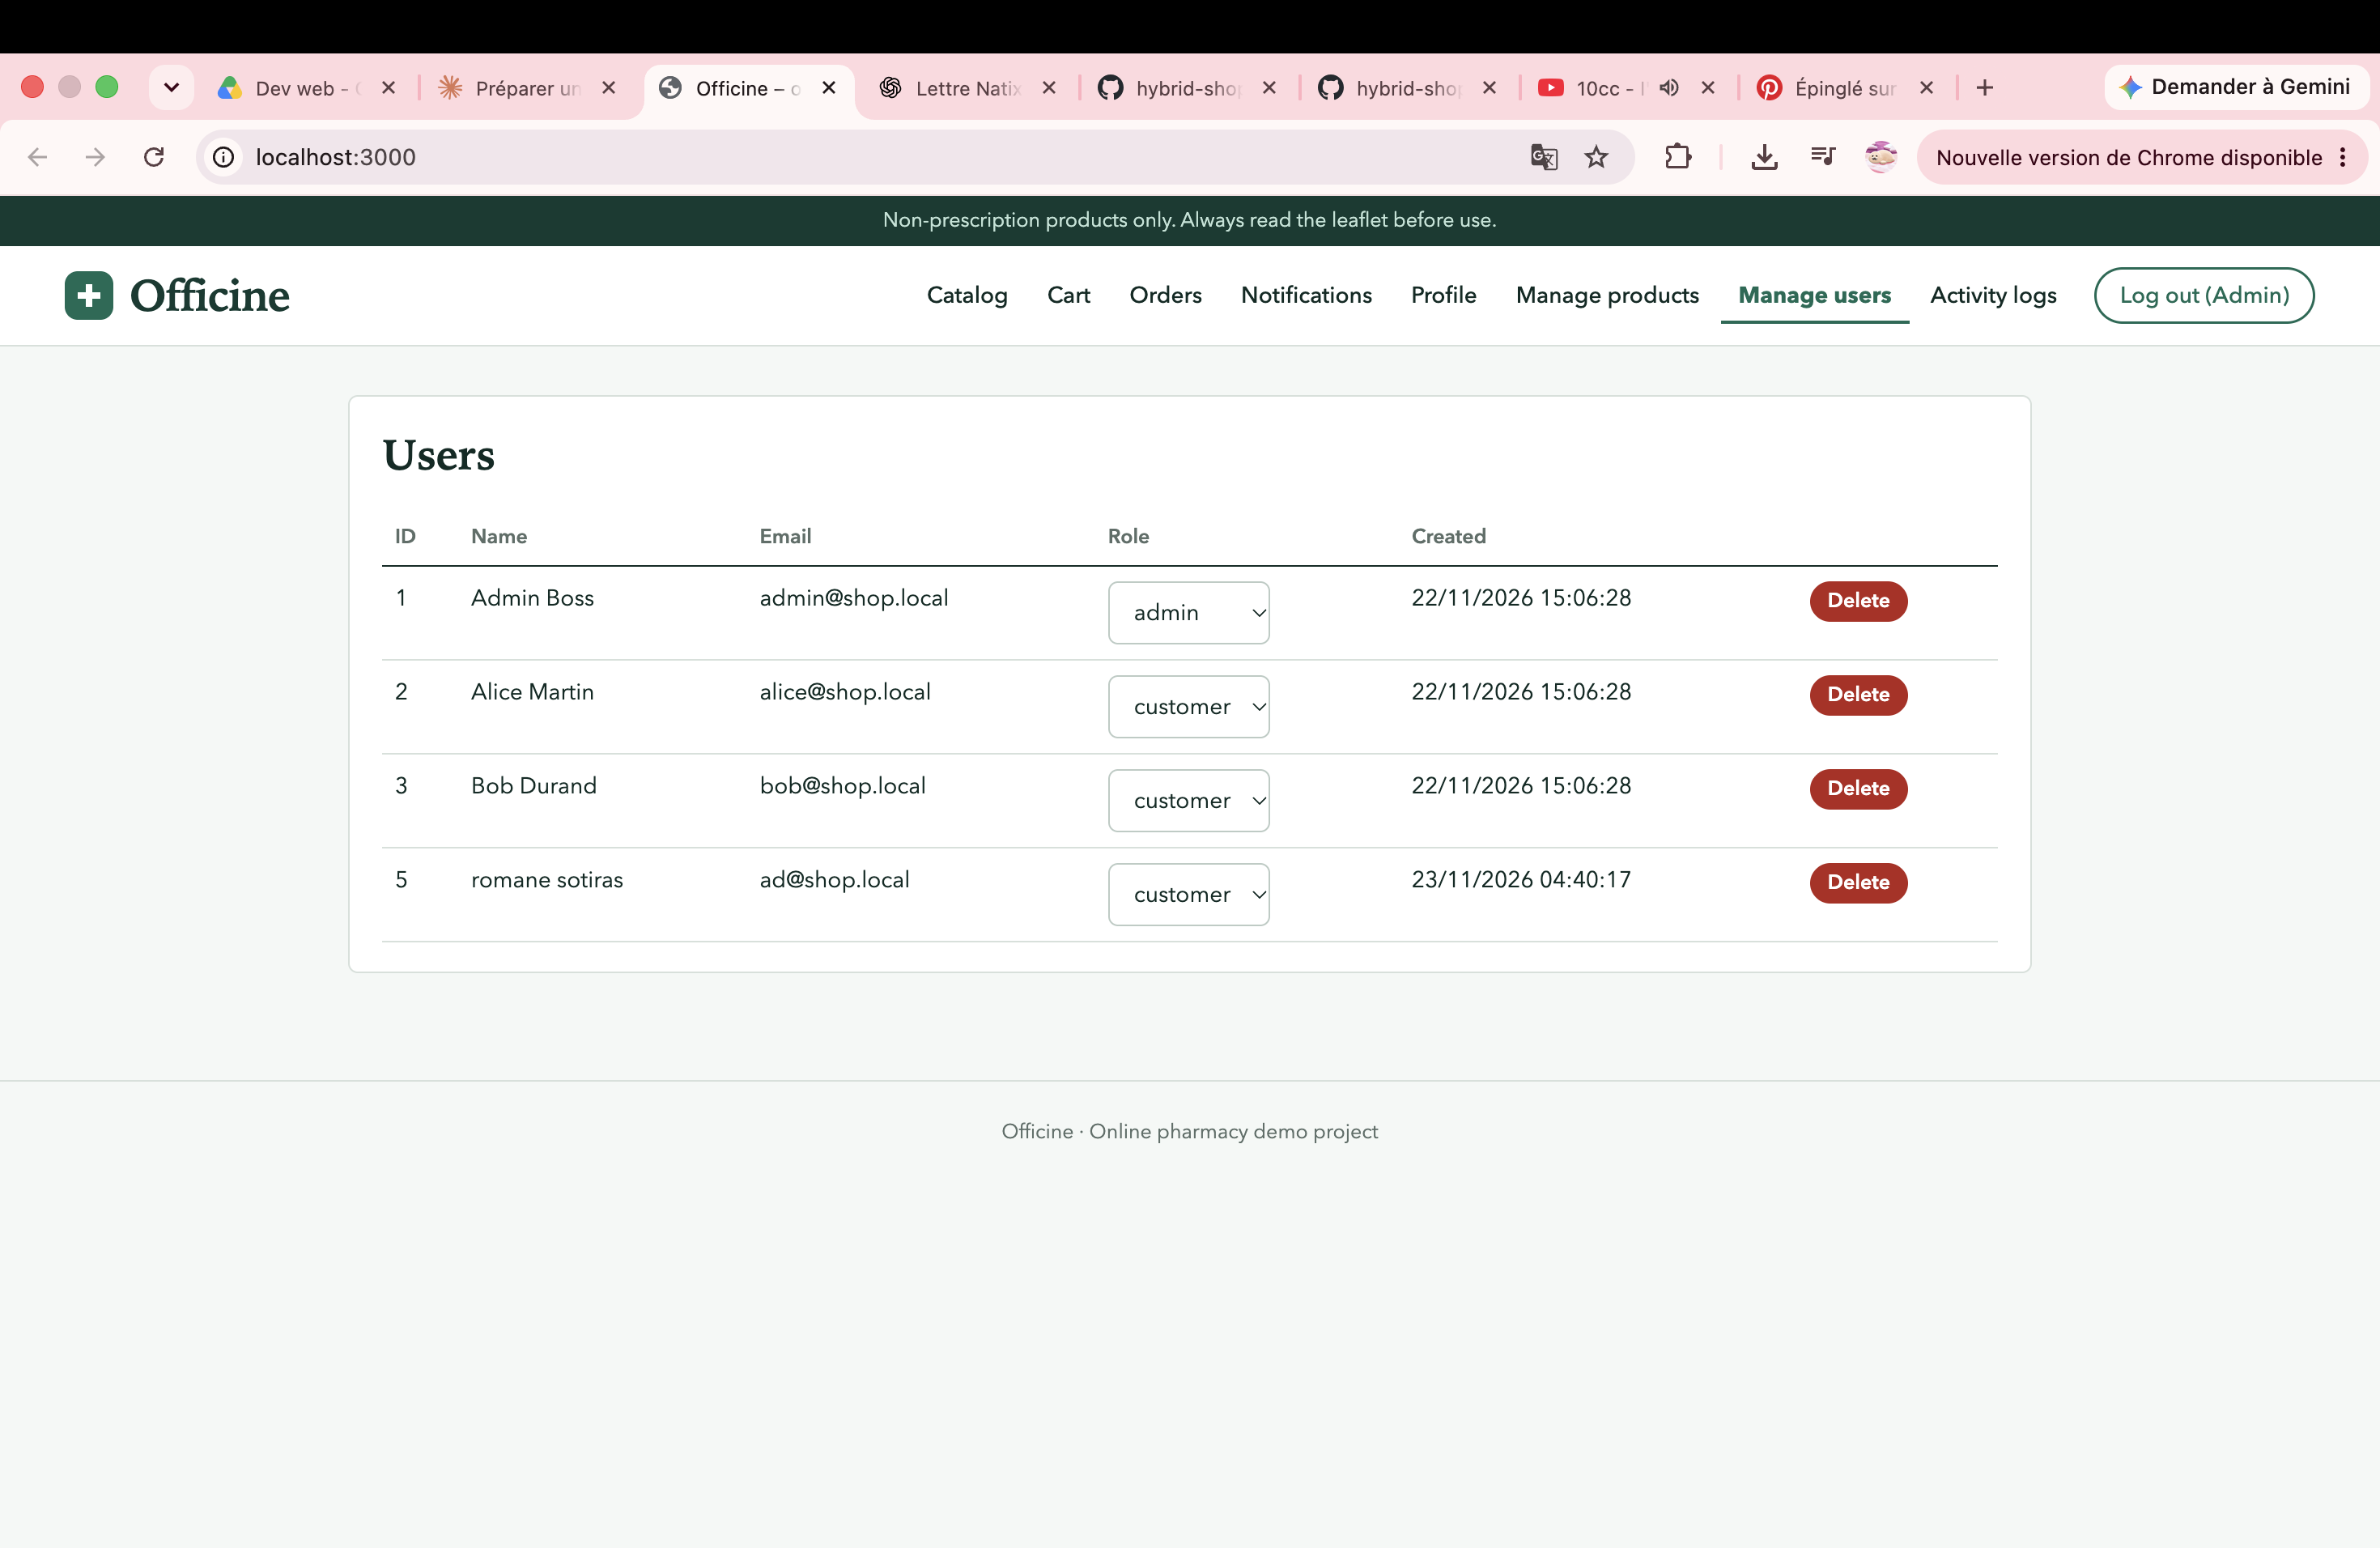 Dev web - 
Préparer un
Officine – o
Lettre Natix
hybrid-shop
hybrid-shop
10cc - I'
Épinglé sur
Demander à Gemini
localhost:3000
Nouvelle version de Chrome disponible
Non-prescription products only. Always read the leaflet before use.
Officine
Catalog Cart Orders Notifications Profile Manage products Manage users Activity logs Log out (Admin)
Users
ID Name Email Role Created
1 Admin Boss admin@shop.local admin 22/11/2026 15:06:28 Delete
2 Alice Martin alice@shop.local customer 22/11/2026 15:06:28 Delete
3 Bob Durand bob@shop.local customer 22/11/2026 15:06:28 Delete
5 romane sotiras ad@shop.local customer 23/11/2026 04:40:17 Delete
Officine · Online pharmacy demo project